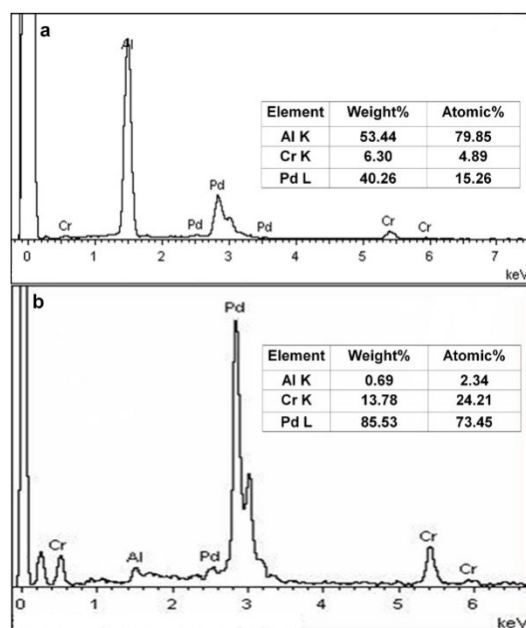 a
Al
Element Weight% Atomic%
Al K 53.44 79.85
Cr K 6.30 4.89
Pd L 40.26 15.26
Pd
Cr Pd Pd Cr Cr
0 1 2 3 4 5 6 7
keV
b
Pd
Element Weight% Atomic%
Al K 0.69 2.34
Cr K 13.78 24.21
Pd L 85.53 73.45
Cr Al Pd Cr Cr
0 1 2 3 4 5 6
keV